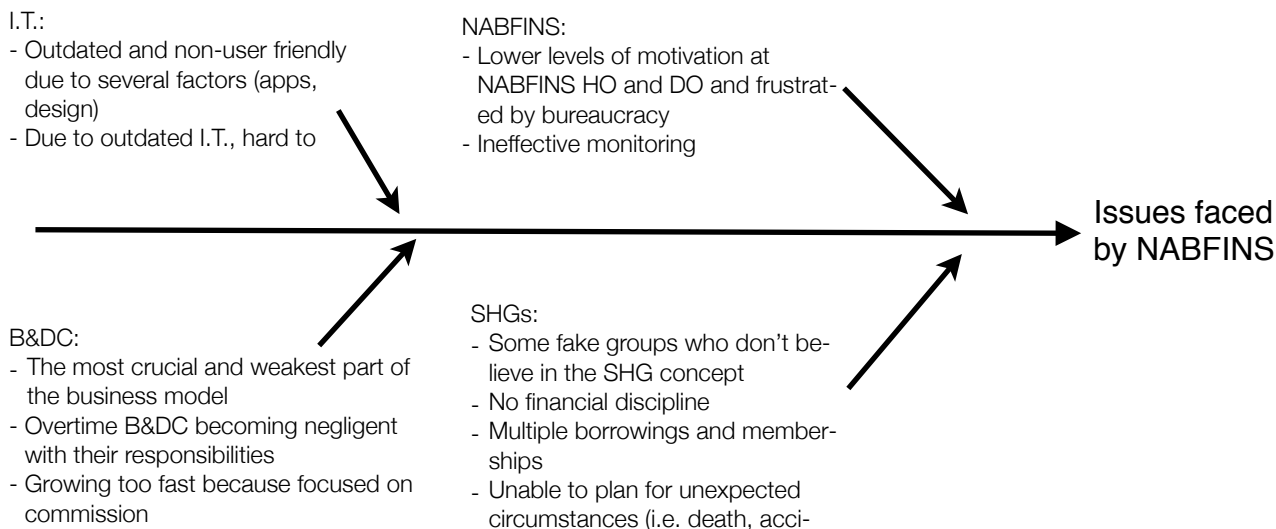 I.T.:
- Outdated and non-user friendly
due to several factors (apps,
design)
- Due to outdated I.T., hard to
NABFINS:
- Lower levels of motivation at
NABFINS HO and DO and frustrat-
ed by bureaucracy
- Ineffective monitoring
Issues faced
by NABFINS
B&DC:
- The most crucial and weakest part of
the business model
- Overtime B&DC becoming negligent
with their responsibilities
- Growing too fast because focused on
commission
SHGs:
- Some fake groups who don’t be-
lieve in the SHG concept
- No financial discipline
- Multiple borrowings and member-
ships
- Unable to plan for unexpected
circumstances (i.e. death, acci-